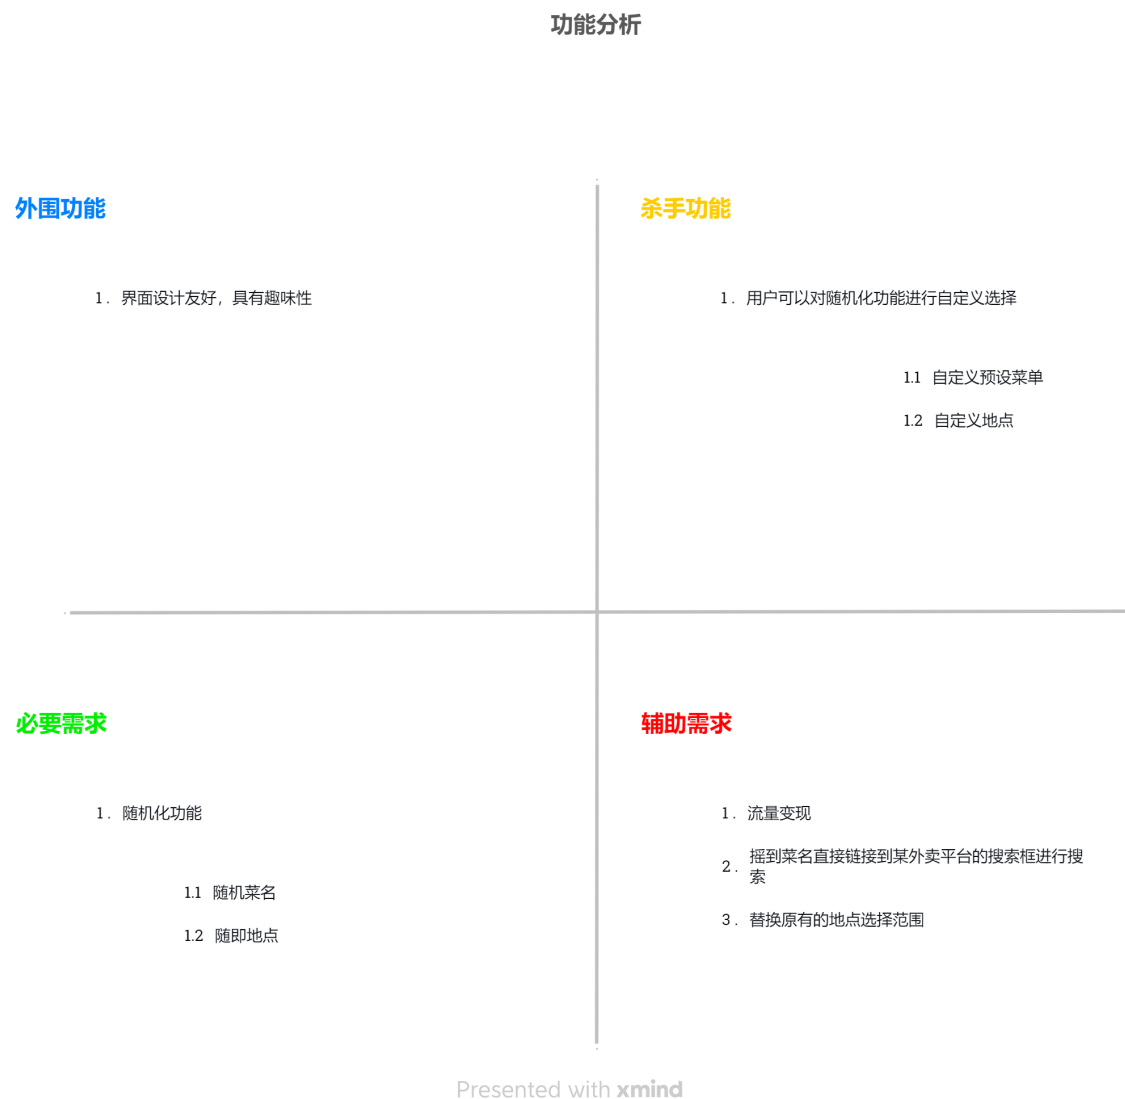 功能分析
外围功能
1. 界面设计友好，具有趣味性
杀手功能
1. 用户可以对随机化功能进行自定义选择
1.1 自定义预设菜单
1.2 自定义地点
必要需求
1. 随机化功能
1.1 随机菜名
1.2 随即地点
辅助需求
1. 流量变现
2. 摇到菜名直接链接到某外卖平台的搜索框进行搜
索
3. 替换原有的地点选择范围
Presented with xmind